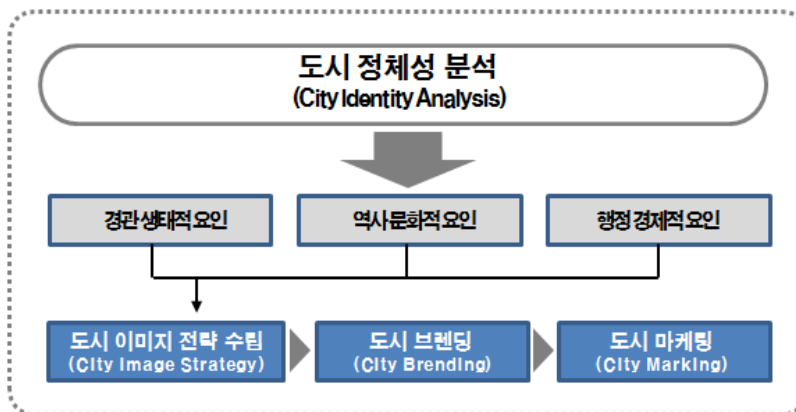 도시 정체성 분석
(City Identity Analysis)
경관 생태적요인
역사 문화적요인
행정 경제적요인
도시 이미지 전략 수립
(City Image Strategy)
도시 브렌딩
(City Brending)
도시 마케팅
(City Marking)